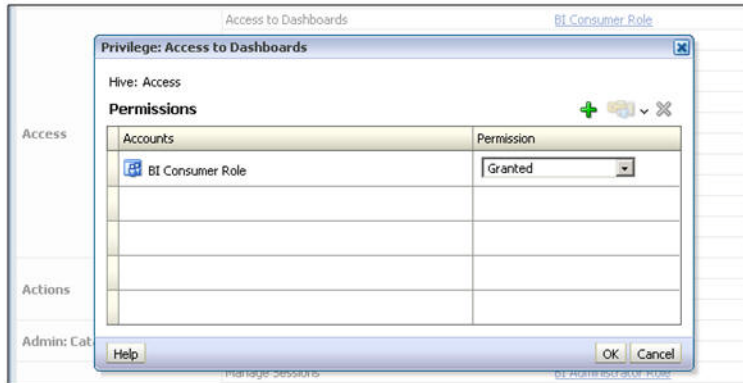 Access to Dashboards BI Consumer Role
Privilege: Access to Dashboards
Hive: Access
Permissions
Access
Accounts Permission
BI Consumer Role Granted
Actions
Admin: Cat
Help OK Cancel
Manage Sessions BI Administrator Role